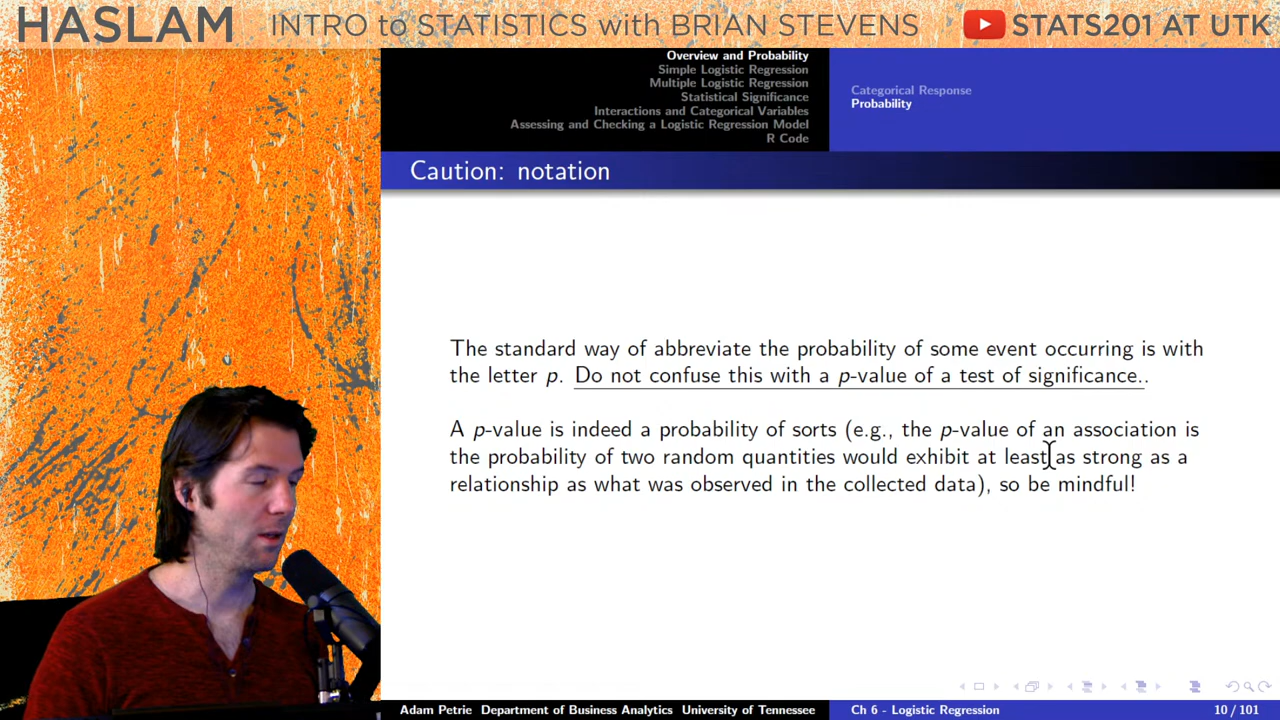 HASLAM INTRO to STATISTICS with BRIAN STEVENS STATS201 AT UTK
Overview and Probability
Simple Logistic Regression
Multiple Logistic Regression
Statistical Significance
Interactions and Categorical Variables
Assessing and Checking a Logistic Regression Model
R Code
Categorical Response
Probability
Caution: notation
The standard way of abbreviate the probability of some event occurring is with
the letter p. Do not confuse this with a p-value of a test of significance..
A p-value is indeed a probability of sorts (e.g., the p-value of an association is
the probability of two random quantities would exhibit at least as strong as a
relationship as what was observed in the collected data), so be mindful!
Adam Petrie Department of Business Analytics University of Tennessee Ch 6 - Logistic Regression 10 / 101